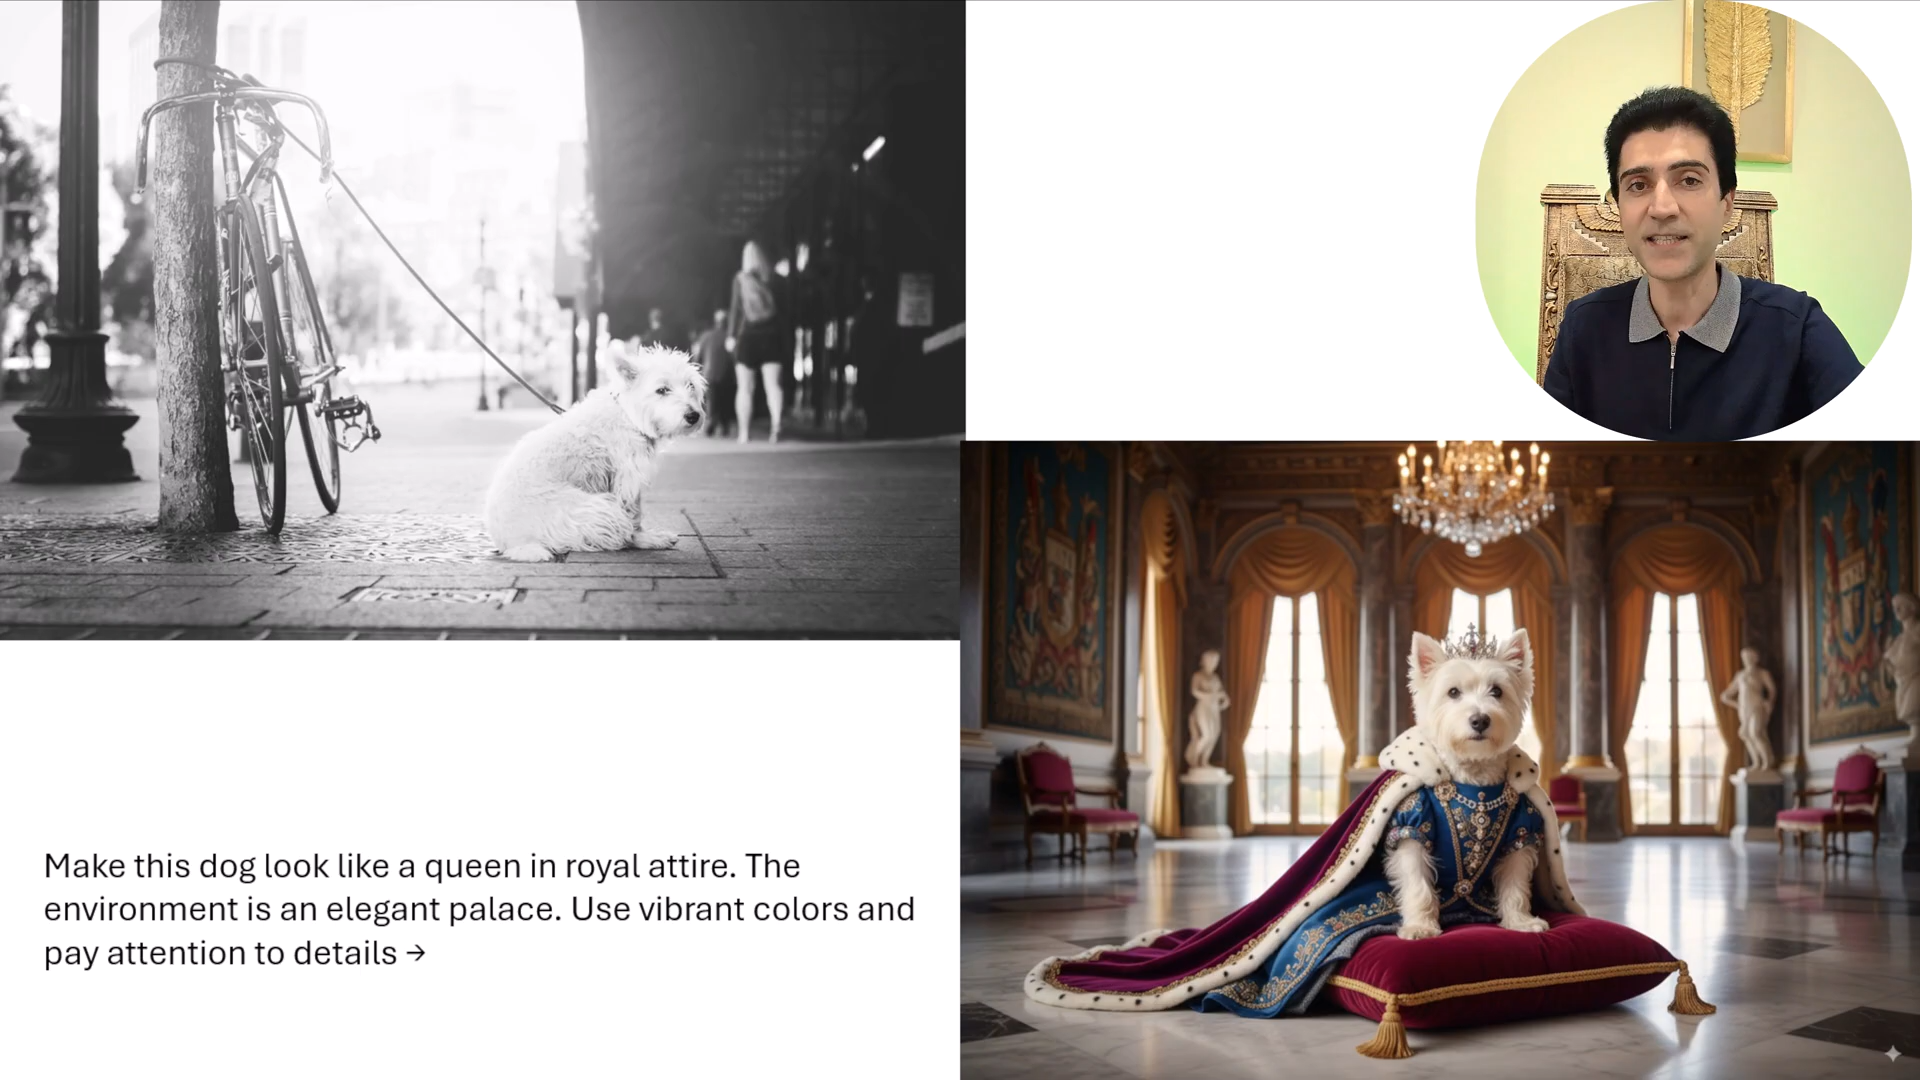 Make this dog look like a queen in royal attire. The
environment is an elegant palace. Use vibrant colors and
pay attention to details →